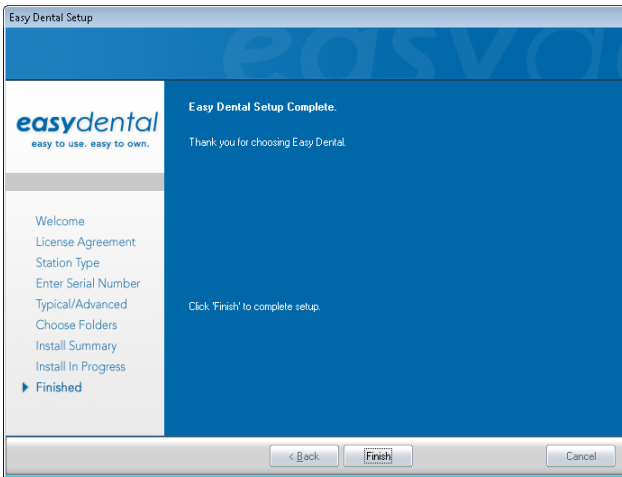 Easy Dental Setup
easyd
easydental
easy to use. easy to own.
Easy Dental Setup Complete.
Thank you for choosing Easy Dental.
Welcome
License Agreement
Station Type
Enter Serial Number
Typical/Advanced
Choose Folders
Install Summary
Install In Progress
Finished
Click 'Finish' to complete setup.
< Back
Finish
Cancel